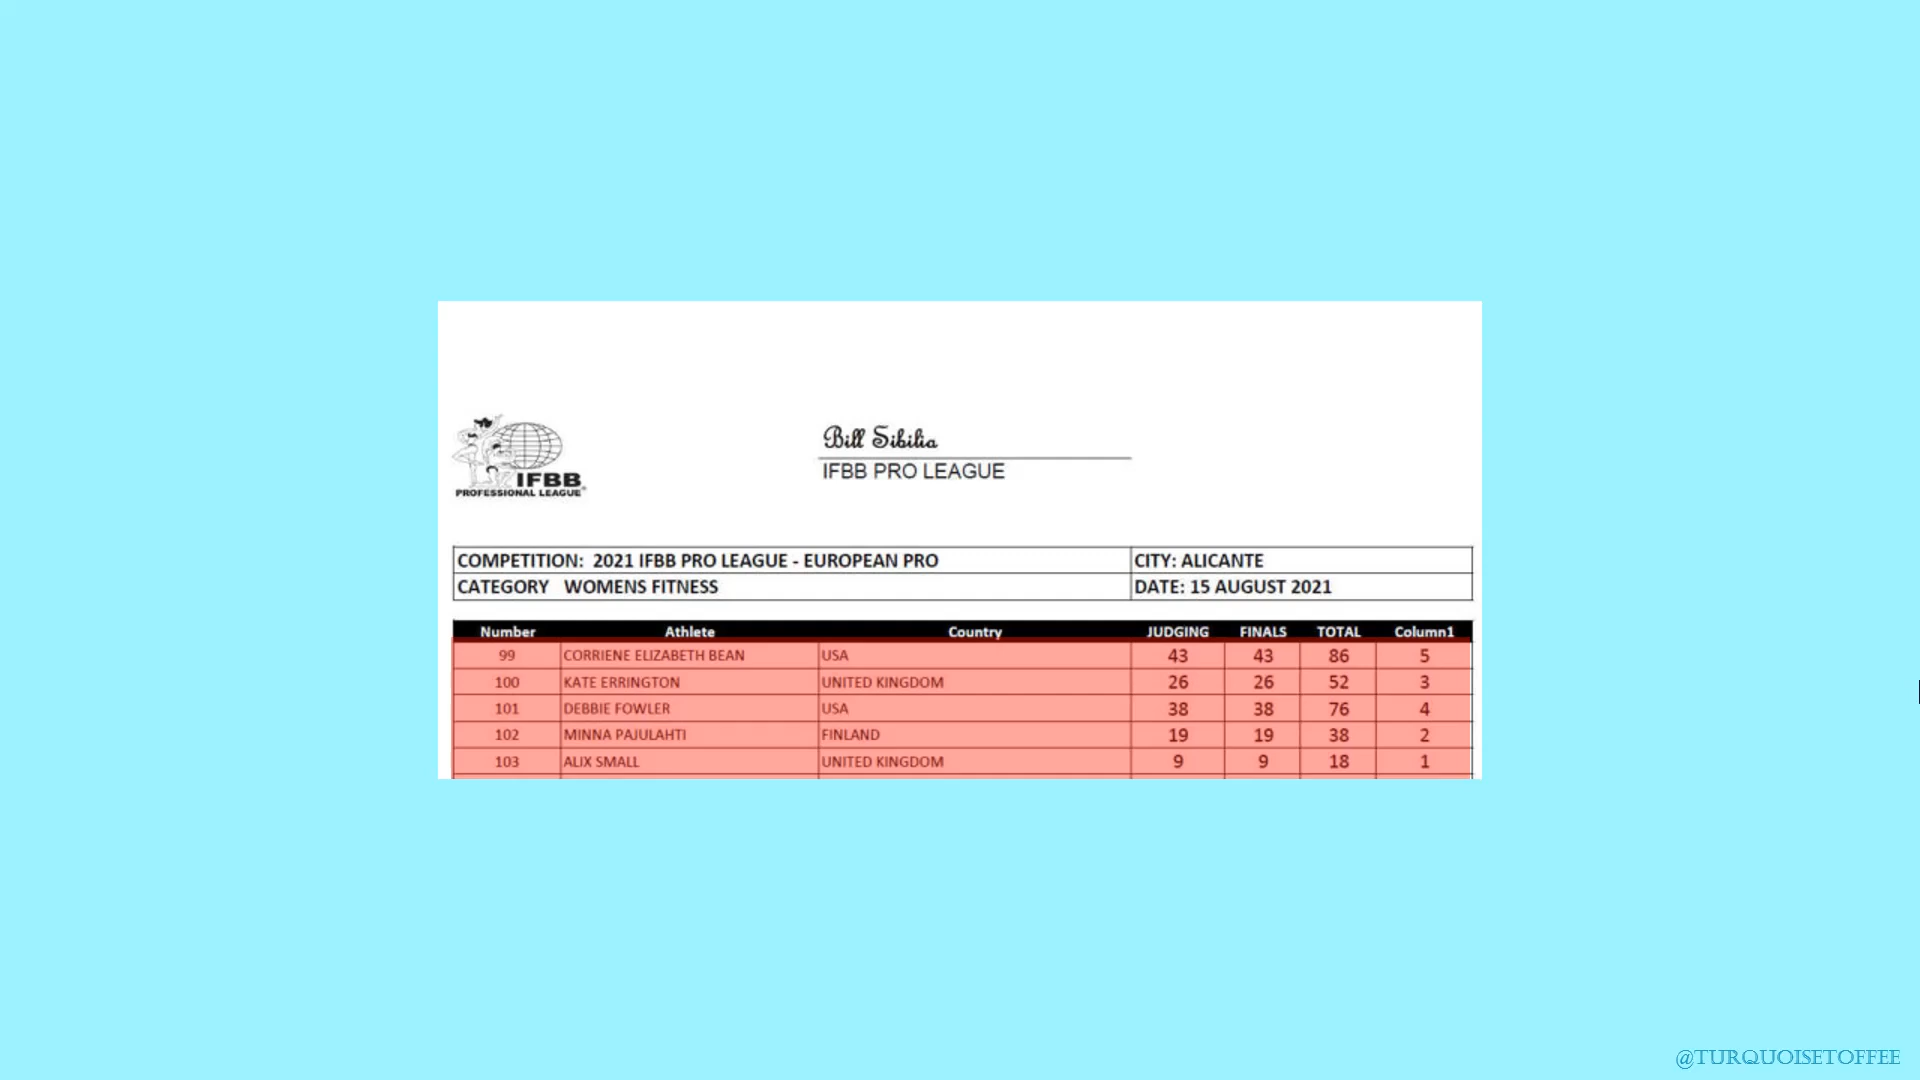 Bill Sibilia
IFBB PRO LEAGUE
IFBB
PROFESSIONAL LEAGUE
COMPETITION: 2021 IFBB PRO LEAGUE - EUROPEAN PRO CITY: ALICANTE
CATEGORY WOMENS FITNESS DATE: 15 AUGUST 2021
Number Athlete Country JUDGING FINALS TOTAL Column1
99 CORRIENE ELIZABETH BEAN USA 43 43 86 5
100 KATE ERRINGTON UNITED KINGDOM 26 26 52 3
101 DEBBIE FOWLER USA 38 38 76 4
102 MINNA PAJULAHTI FINLAND 19 19 38 2
103 ALIX SMALL UNITED KINGDOM 9 9 18 1
@TURQUOISETOFFEE